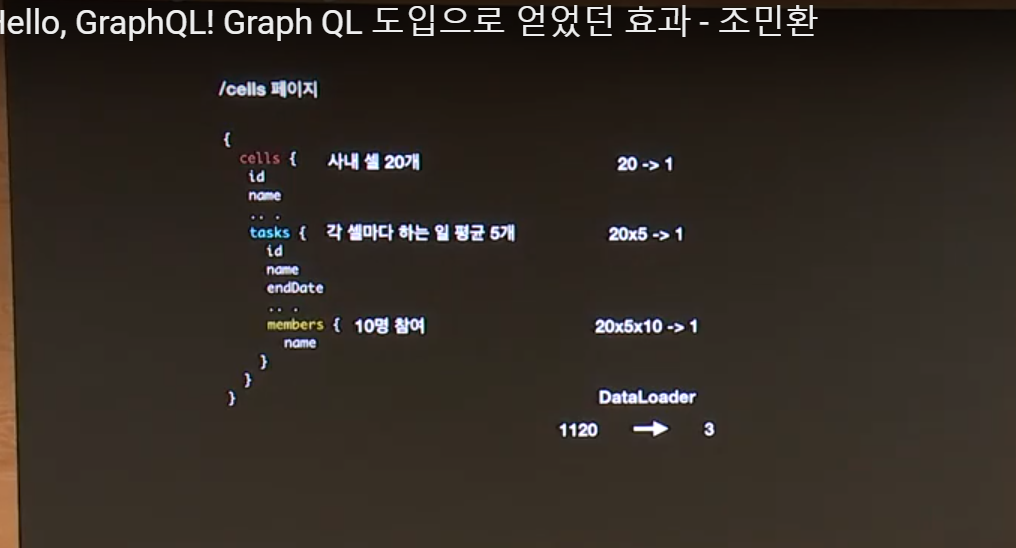 Hello, GraphQL! Graph QL 도입으로 얻었던 효과 - 조민환
/cells 페이지
{
cells { 사내 셀 20개 20 -> 1
id
name
.. .
tasks { 각 셀마다 하는 일 평균 5개 20x5 -> 1
id
name
endDate
.. .
members { 10명 참여 20x5x10 -> 1
name
}
}
}
DataLoader
1120 → 3